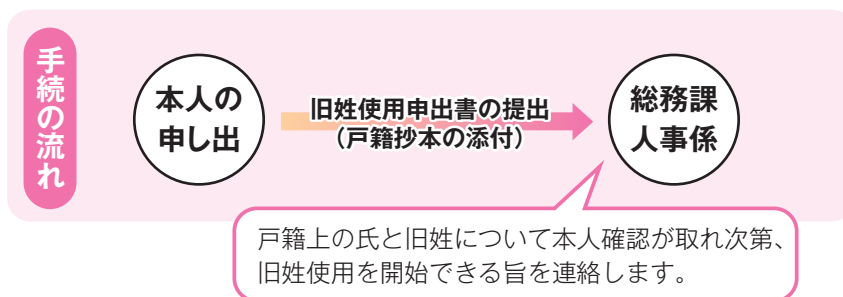 手続の流れ
本人の
申し出
旧姓使用申出書の提出
（戸籍抄本の添付）
総務課
人事係
戸籍上の氏と旧姓について本人確認が取れ次第、
旧姓使用を開始できる旨を連絡します。